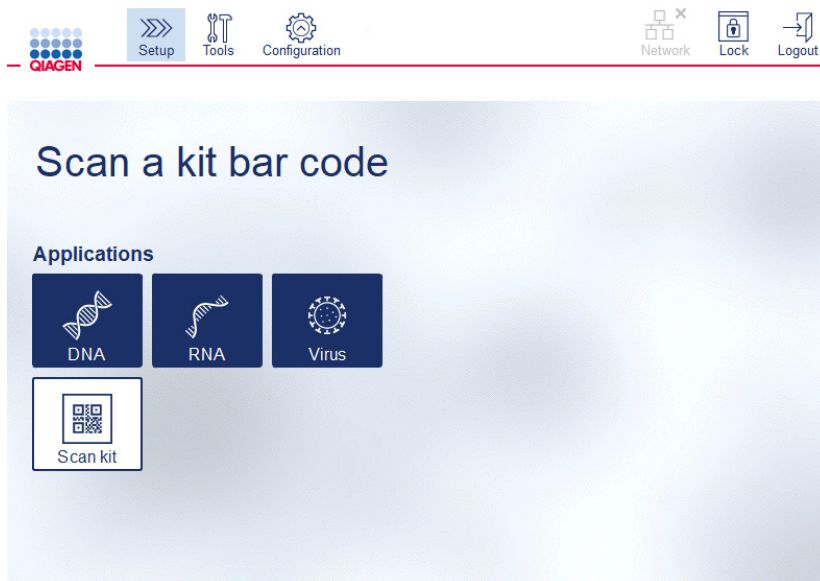 Setup
Tools
Configuration
Network
Lock
Logout
QIAGEN
Scan a kit bar code
Applications
DNA
RNA
Virus
Scan kit